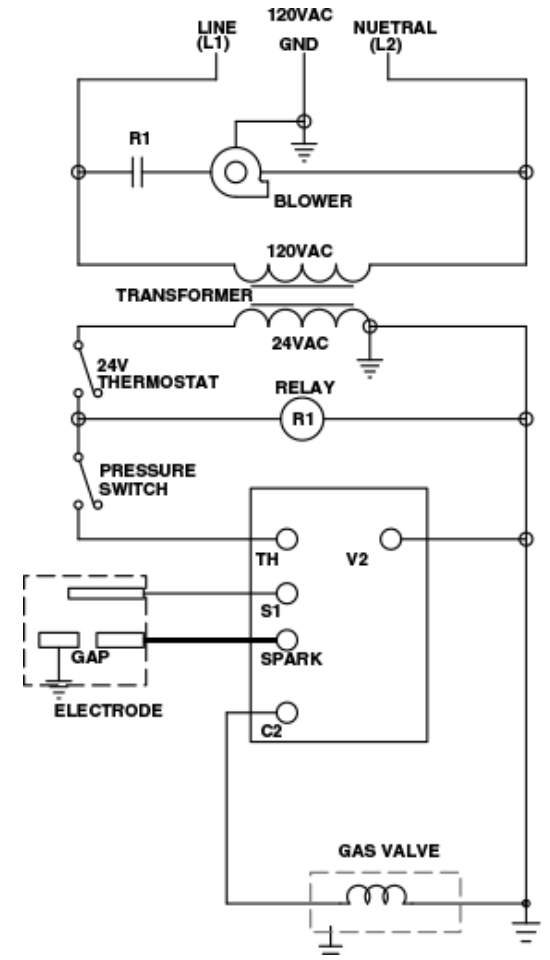 120VAC
LINE
(L1)
GND
NUETRAL
(L2)
R1
BLOWER
120VAC
TRANSFORMER
24VAC
24V
THERMOSTAT
RELAY
R1
PRESSURE
SWITCH
TH
V2
S1
GAP
SPARK
ELECTRODE
C2
GAS VALVE